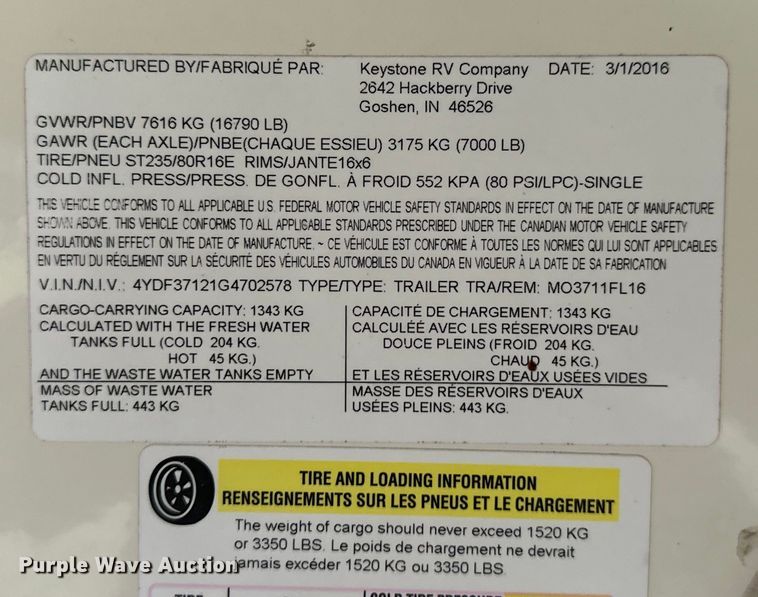 MANUFACTURED BY/FABRIQUÉ PAR: Keystone RV Company DATE: 3/1/2016
2642 Hackberry Drive
Goshen, IN 46526
GVWR/PNBV 7616 KG (16790 LB)
GAWR (EACH AXLE)/PNBE(CHAQUE ESSIEU) 3175 KG (7000 LB)
TIRE/PNEU ST235/80R16E RIMS/JANTE16x6
COLD INFL. PRESS/PRESS. DE GONFL. À FROID 552 KPA (80 PSI/LPC)-SINGLE
THIS VEHICLE CONFORMS TO ALL APPLICABLE U.S. FEDERAL MOTOR VEHICLE SAFETY STANDARDS IN EFFECT ON THE DATE OF MANUFACTURE
SHOWN ABOVE. THIS VEHICLE CONFORMS TO ALL APPLICABLE STANDARDS PRESCRIBED UNDER THE CANADIAN MOTOR VEHICLE SAFETY
REGULATIONS IN EFFECT ON THE DATE OF MANUFACTURE. ~ CE VÉHICULE EST CONFORME À TOUTES LES NORMES QUI LUI SONT APPLICABLES
EN VERTU DU RÉGLEMENT SUR LA SÉCURITÉ DES VÉHICULES AUTOMOBILES DU CANADA EN VIGUEUR À LA DATE DE SA FABRICATION
V.I.N./N.I.V.: 4YDF37121G4702578 TYPE/TYPE: TRAILER TRA/REM: MO3711FL16
CARGO-CARRYING CAPACITY: 1343 KG
CALCULATED WITH THE FRESH WATER
TANKS FULL (COLD 204 KG.
HOT 45 KG.)
AND THE WASTE WATER TANKS EMPTY
MASS OF WASTE WATER
TANKS FULL: 443 KG
CAPACITÉ DE CHARGEMENT: 1343 KG
CALCULÉE AVEC LES RÉSERVOIRS D'EAU
DOUCE PLEINS (FROID 204 KG.
CHAUD 45 KG.)
ET LES RÉSERVOIRS D'EAUX USÉES VIDES
MASSE DES RÉSERVOIRS D'EAUX
USÉES PLEINS: 443 KG.
TIRE AND LOADING INFORMATION
RENSEIGNEMENTS SUR LES PNEUS ET LE CHARGEMENT
The weight of cargo should never exceed 1520 KG
or 3350 LBS. Le poids de chargement ne devrait
jamais excéder 1520 KG ou 3350 LBS.
Purple Wave Auction
TIRE COLD TIRE PRESSURE